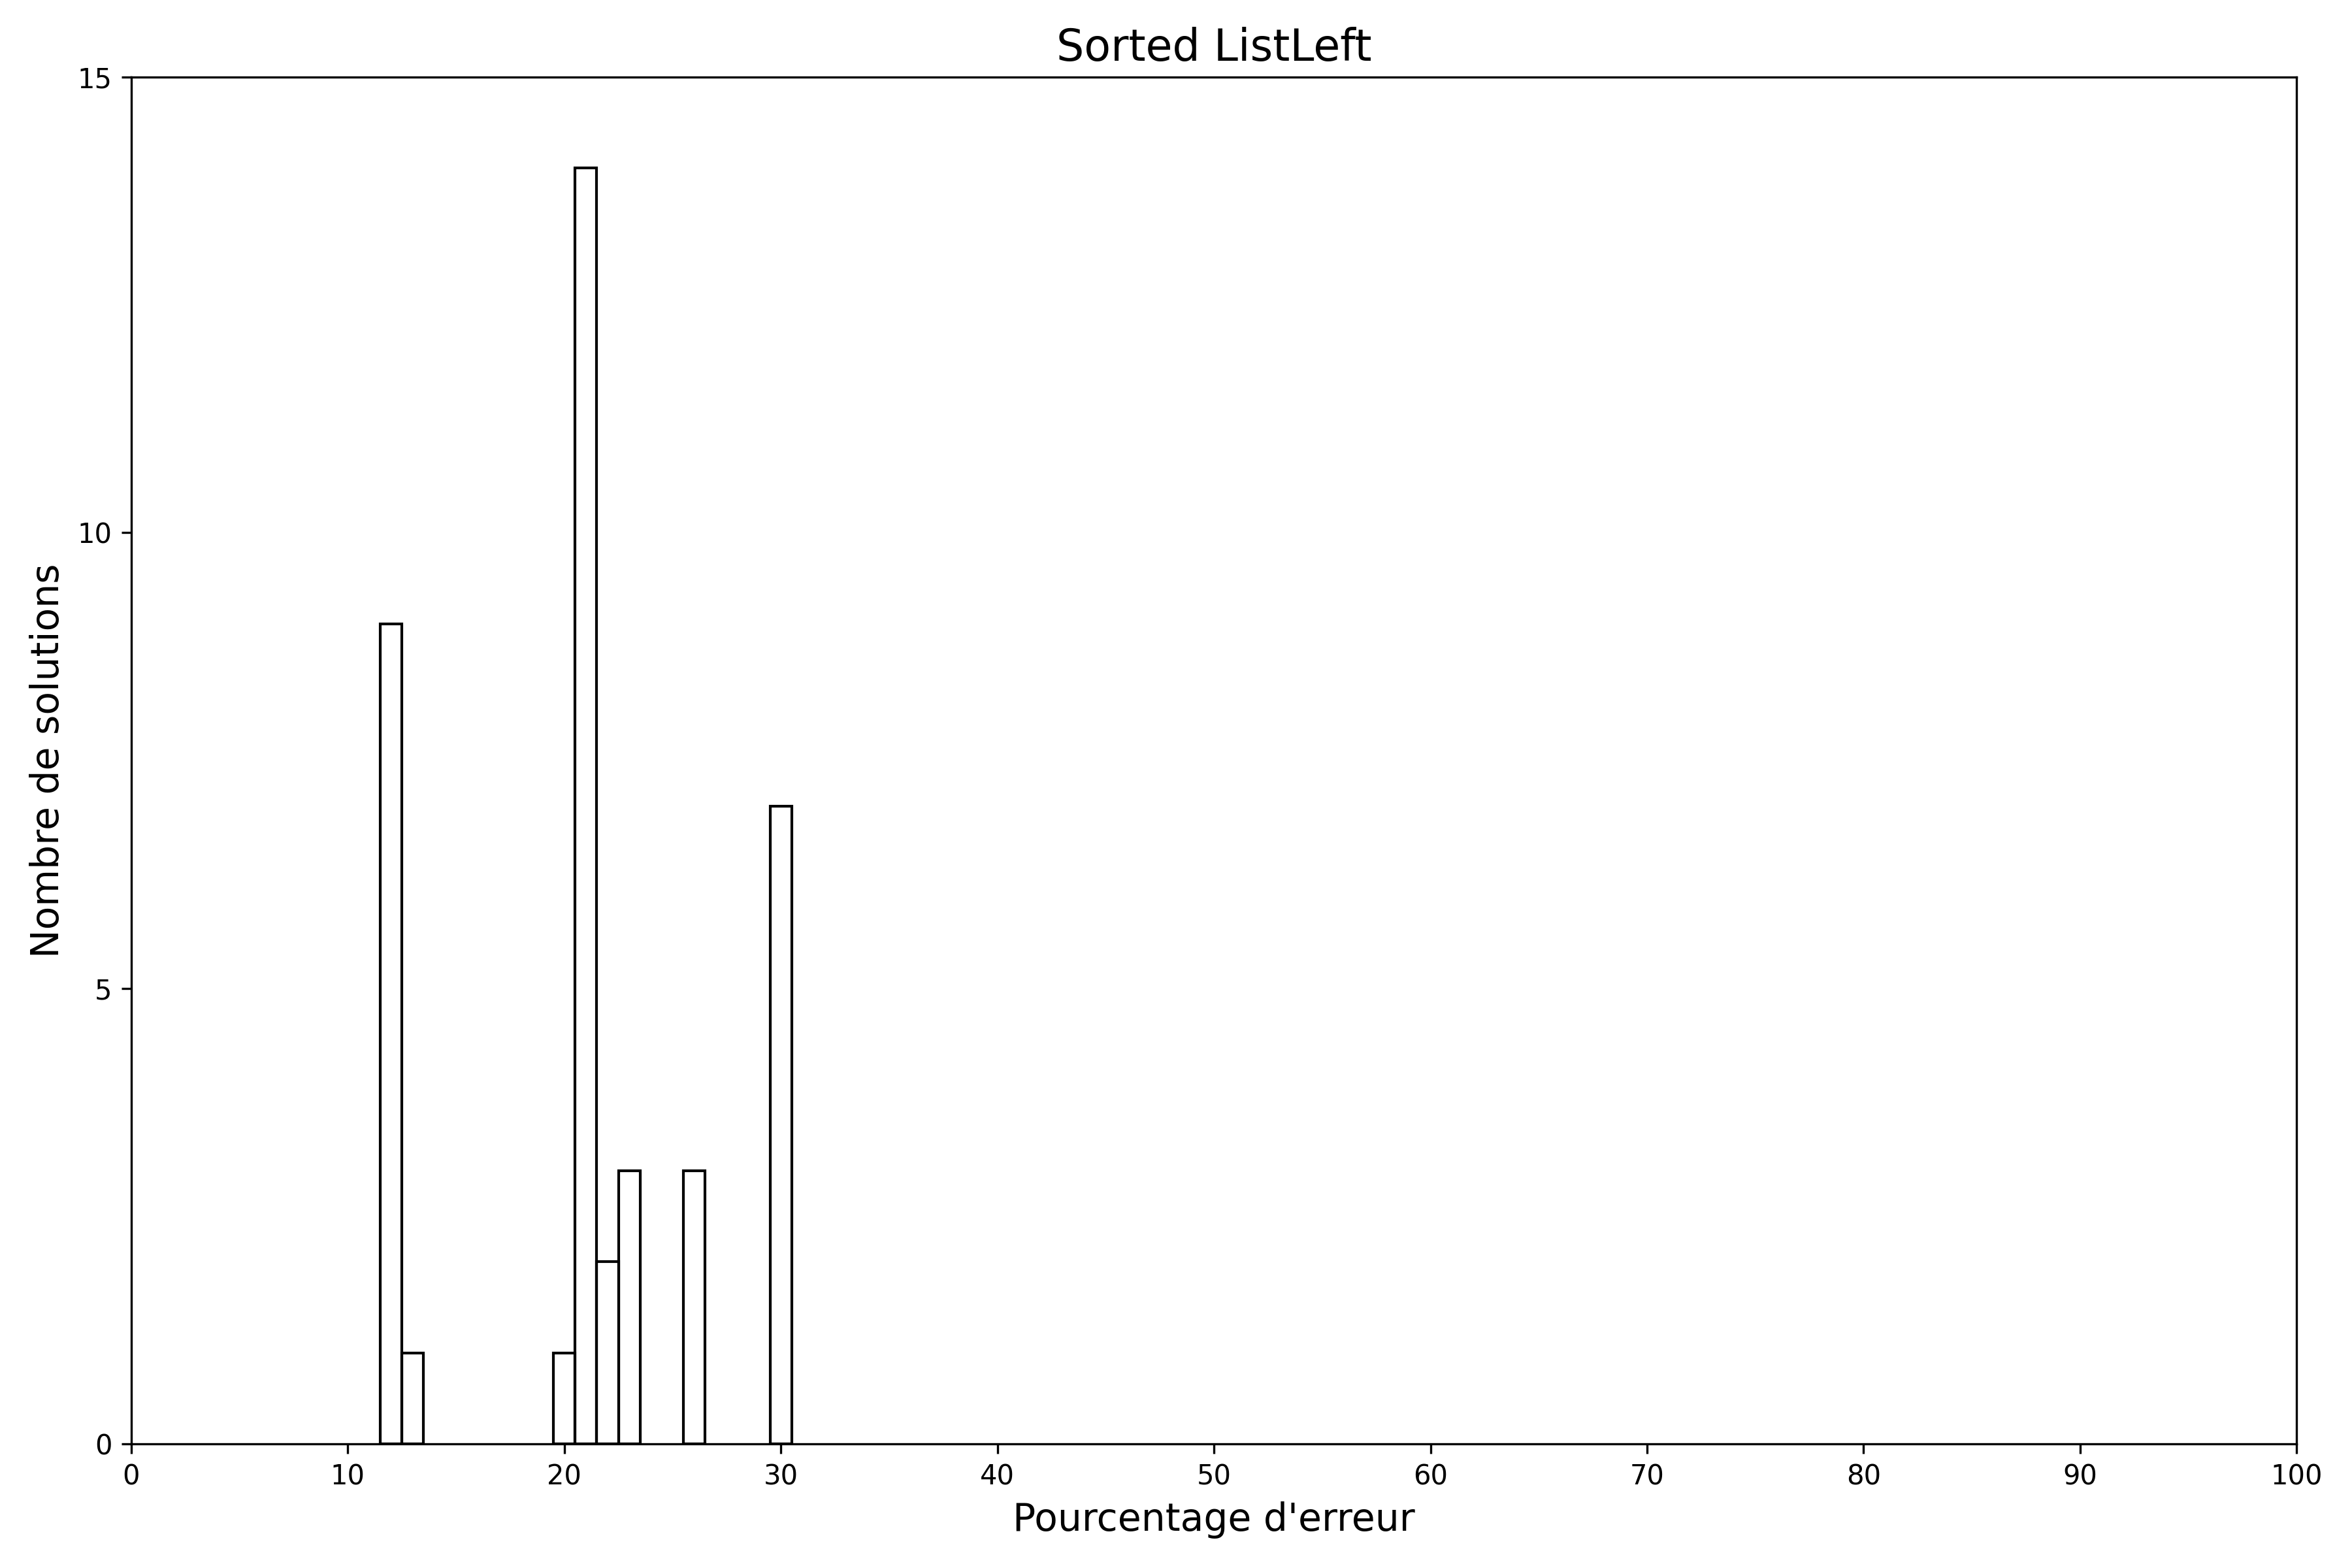 Sorted ListLeft
15
10
5
0
Nombre de solutions
0 10 20 30 40 50 60 70 80 90 100
Pourcentage d'erreur